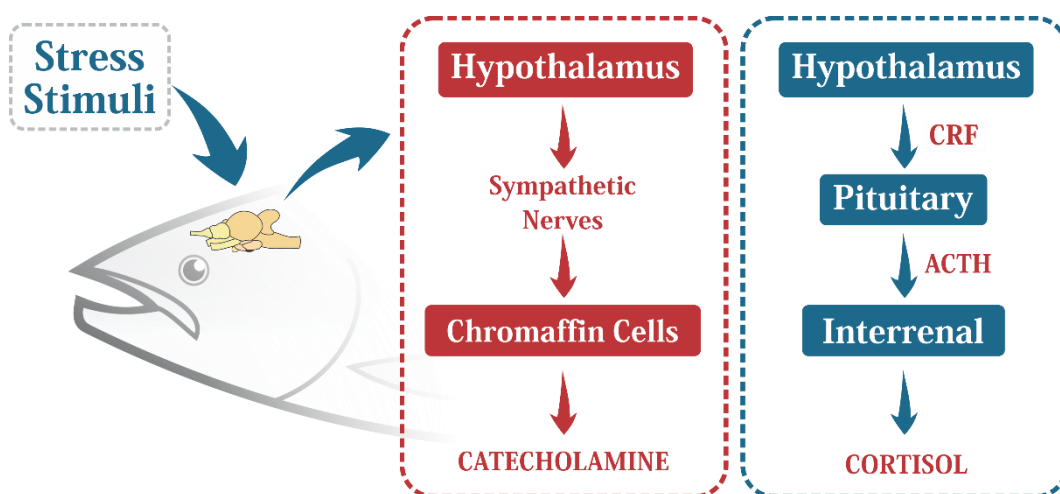 Stress
Stimuli
Hypothalamus
Sympathetic
Nerves
Chromaffin Cells
CATECHOLAMINE
Hypothalamus
CRF
Pituitary
ACTH
Interrenal
CORTISOL